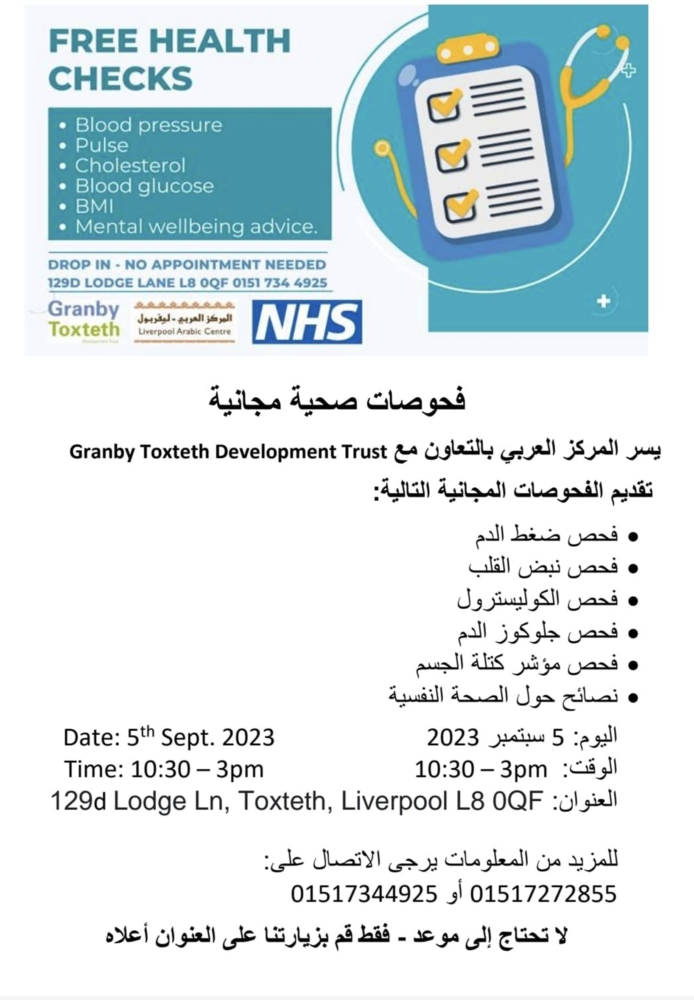 FREE HEALTH
CHECKS
• Blood pressure
• Pulse
• Cholesterol
• Blood glucose
• BMI
• Mental wellbeing advice.
DROP IN - NO APPOINTMENT NEEDED
129D LODGE LANE L8 0QF 0151 734 4925
Granby
Toxteth
Development Trust
المركز العربي - ليفربول
Liverpool Arabic Centre
NHS
فحوصات صحية مجانية
يسر المركز العربي بالتعاون مع Granby Toxteth Development Trust
تقديم الفحوصات المجانية التالية:
• فحص ضغط الدم
• فحص نبض القلب
• فحص الكوليسترول
• فحص جلوكوز الدم
• فحص مؤشر كتلة الجسم
• نصائح حول الصحة النفسية
اليوم: 5 سبتمبر 2023
Date: 5th Sept. 2023
الوقت: 10:30 – 3pm
Time: 10:30 – 3pm
العنوان: 129d Lodge Ln, Toxteth, Liverpool L8 0QF
للمزيد من المعلومات يرجى الاتصال على:
01517272855 أو 01517344925
لا تحتاج إلى موعد - فقط قم بزيارتنا على العنوان أعلاه